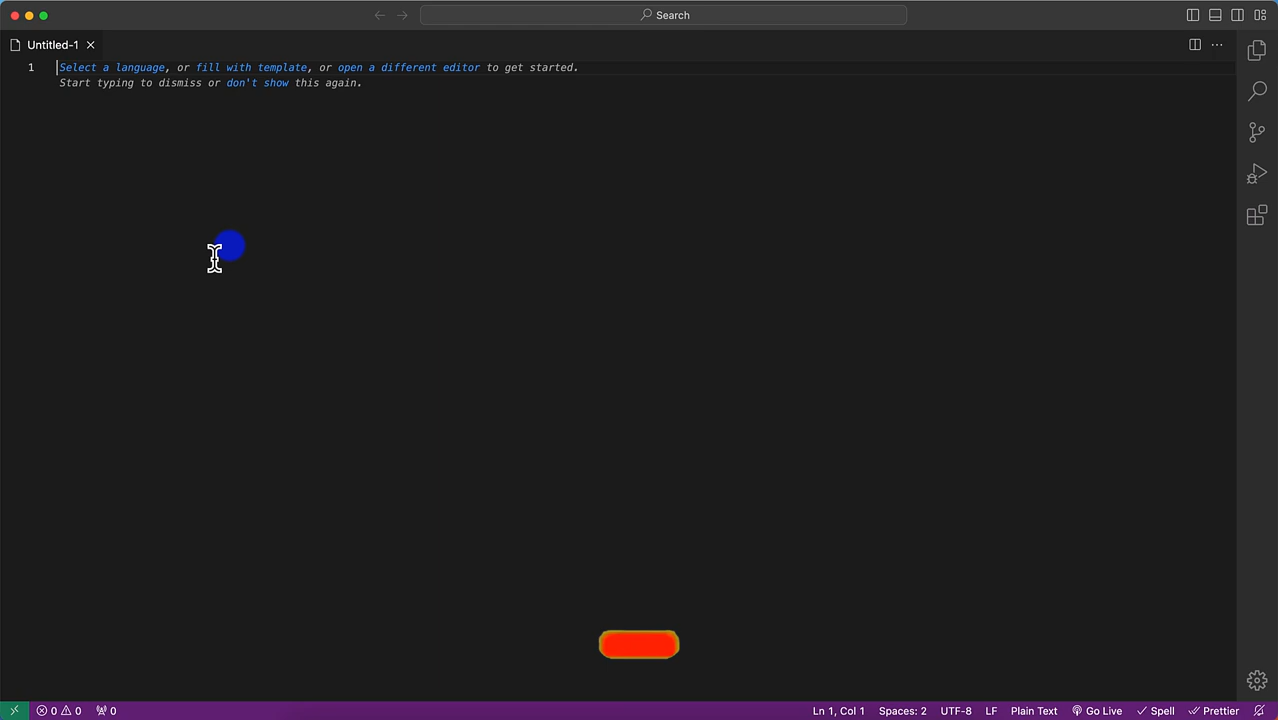 Search
Untitled-1
1
Select a language, or fill with template, or open a different editor to get started.
Start typing to dismiss or don't show this again.
0 0 0 Ln 1, Col 1 Spaces: 2 UTF-8 LF Plain Text Go Live Spell Prettier